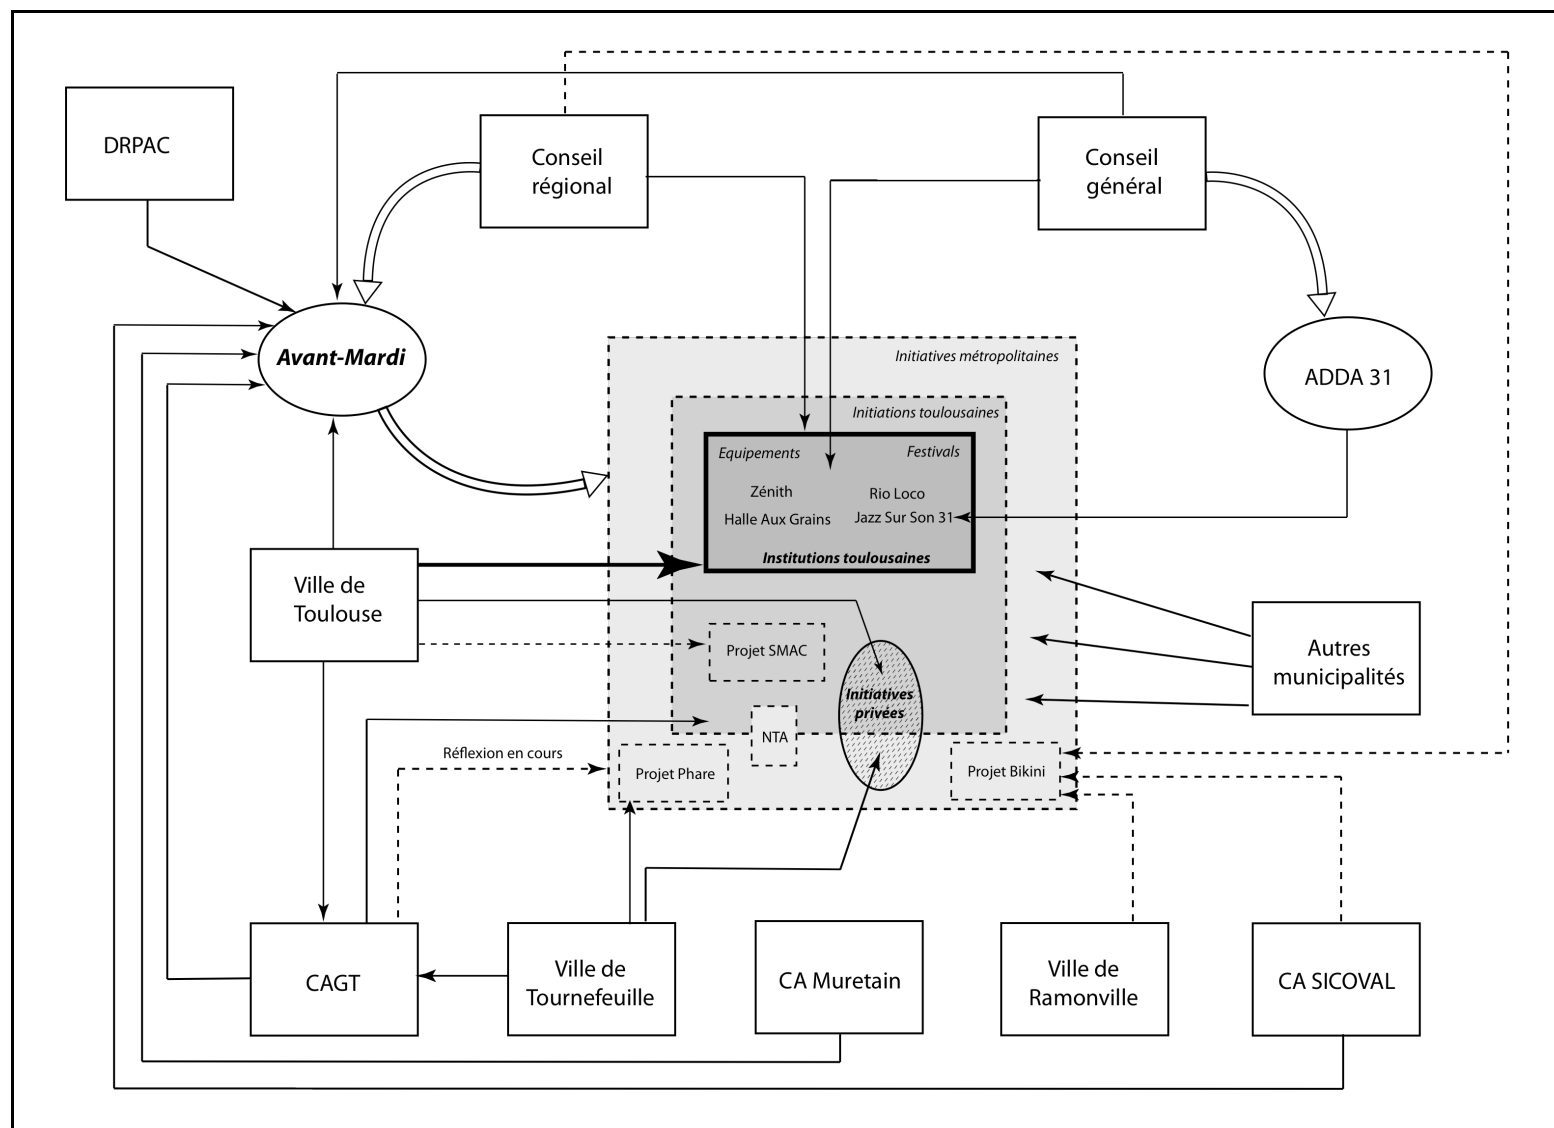 DRPAC
Conseil
régional
Conseil
général
Avant-Mardi
ADDA 31
Initiatives métropolitaines
Initiations toulousaines
Equipements
Festivals
Zénith
Rio Loco
Halle Aux Grains
Jazz Sur Son 31
Institutions toulousaines
Ville de
Toulouse
Projet SMAC
Initiatives
privées
Autres
municipalités
NTA
Réflexion en cours
Projet Phare
Projet Bikini
CAGT
Ville de
Tournefeuille
CA Muretain
Ville de
Ramonville
CA SICOVAL